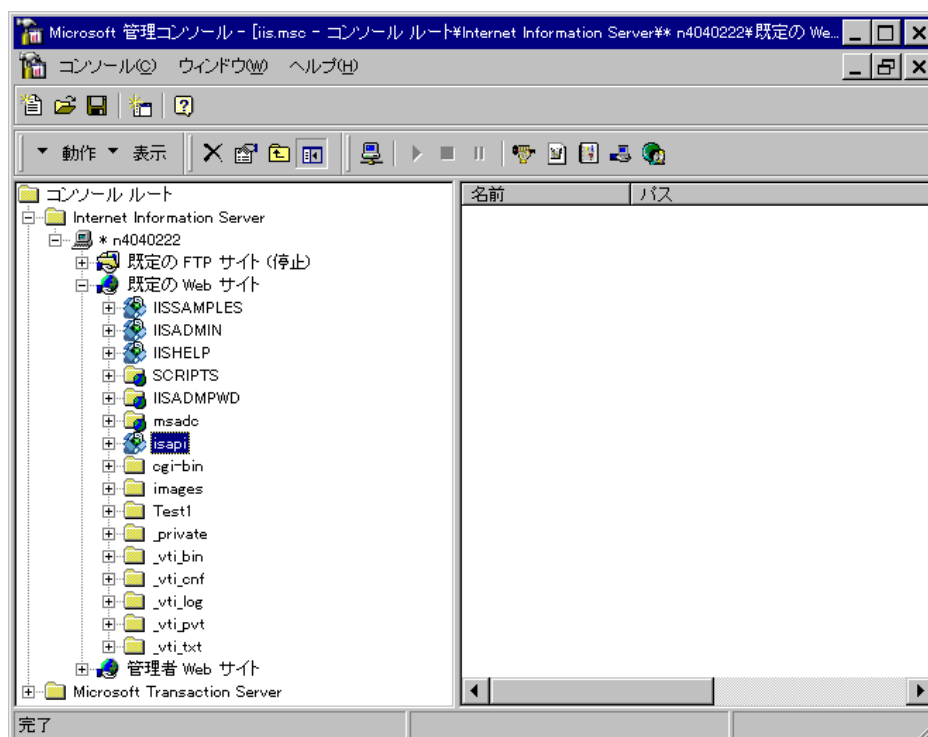 Microsoft 管理コンソール - [iis.msc - コンソール ルート¥Internet Information Server¥* n4040222¥既定の We...
コンソール(C) ウィンドウ(W) ヘルプ(H)
動作 表示
コンソール ルート
名前 パス
Internet Information Server
* n4040222
既定の FTP サイト (停止)
既定の Web サイト
IISSAMPLES
IISADMIN
IISHELP
SCRIPTS
IISADMPWD
msadc
isapi
cgi-bin
images
Test1
_private
_vti_bin
_vti_cnf
_vti_log
_vti_pvt
_vti_txt
管理者 Web サイト
Microsoft Transaction Server
完了